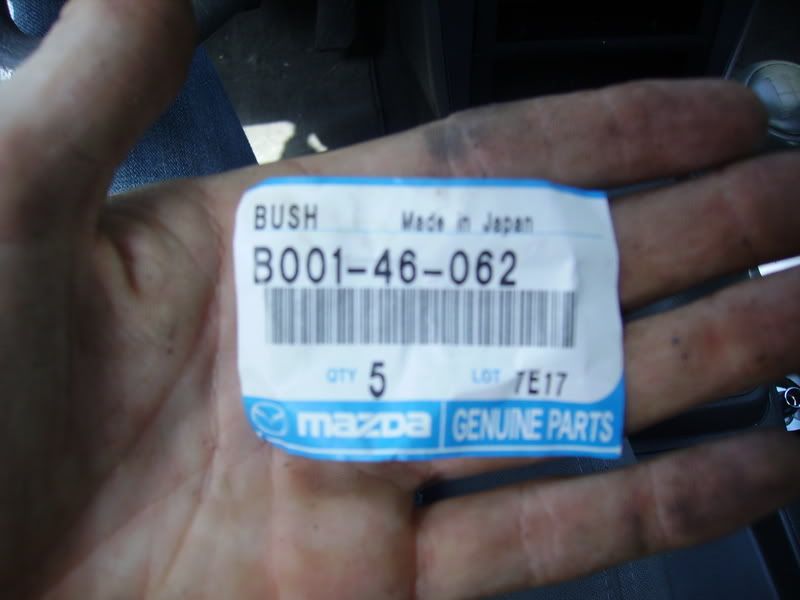 BUSH Made in Japan
B001-46-062
QTY 5 LOT 7E17
mazda GENUINE PARTS